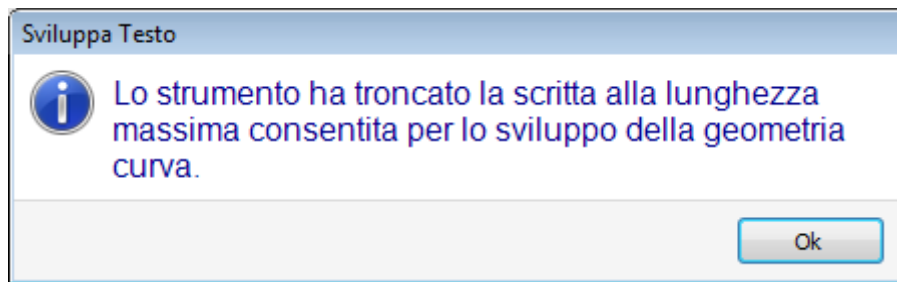 Sviluppa Testo
Lo strumento ha troncato la scritta alla lunghezza
massima consentita per lo sviluppo della geometria
curva.
Ok